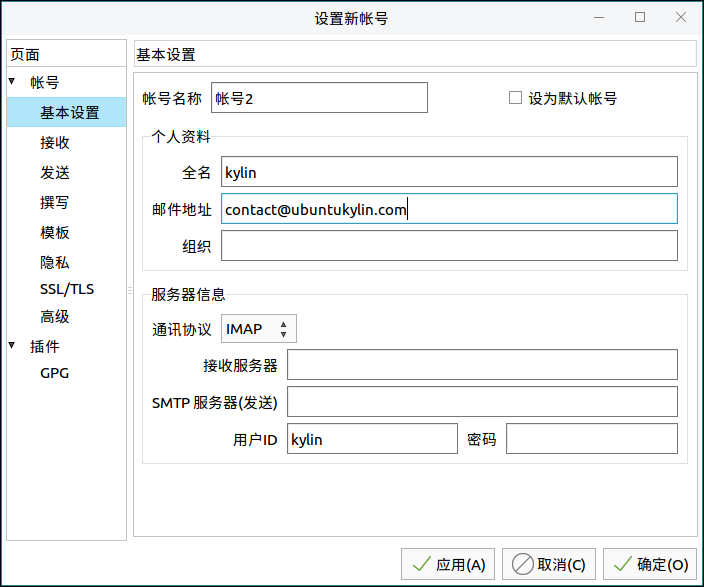 设置新帐号
页面
帐号
基本设置
接收
发送
撰写
模板
隐私
SSL/TLS
高级
插件
GPG
基本设置
帐号名称 帐号2 设为默认帐号
个人资料
全名 kylin
邮件地址 contact@ubuntukylin.com
组织
服务器信息
通讯协议 IMAP
接收服务器
SMTP 服务器(发送)
用户ID kylin 密码
应用(A) 取消(C) 确定(O)